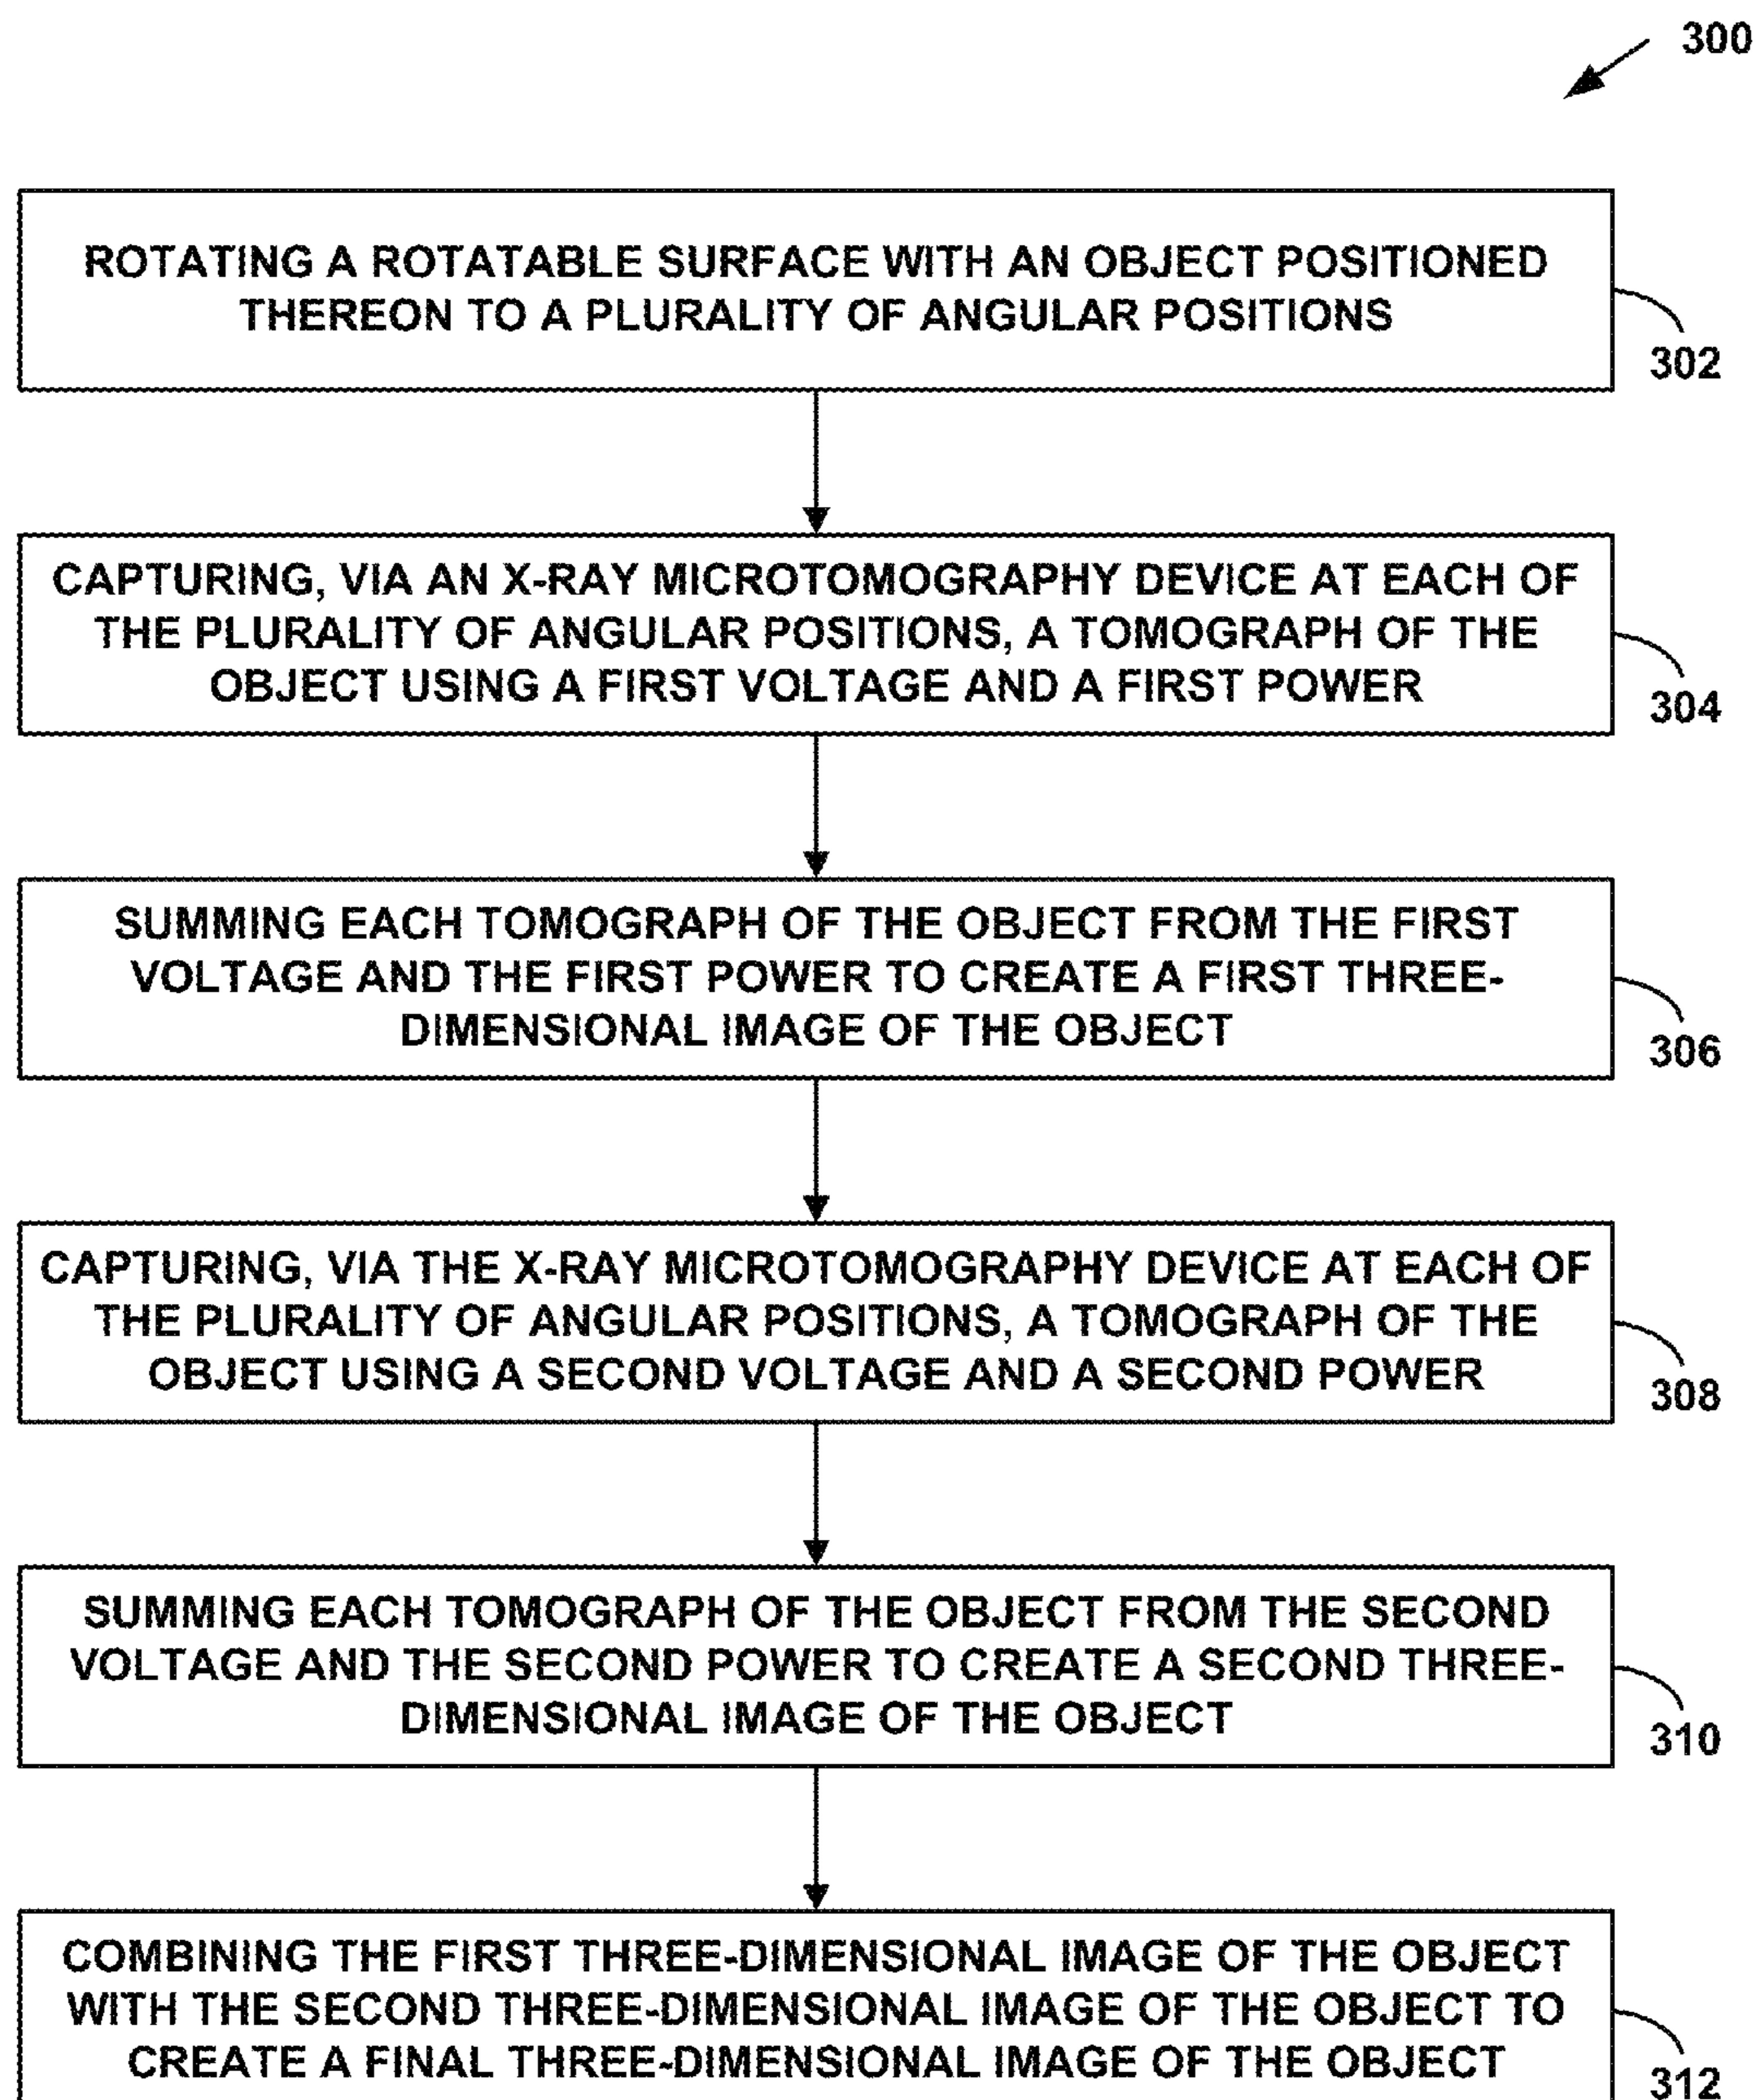 300
ROTATING A ROTATABLE SURFACE WITH AN OBJECT POSITIONED
THEREON TO A PLURALITY OF ANGULAR POSITIONS
302
CAPTURING, VIA AN X-RAY MICROTOMOGRAPHY DEVICE AT EACH OF
THE PLURALITY OF ANGULAR POSITIONS, A TOMOGRAPH OF THE
OBJECT USING A FIRST VOLTAGE AND A FIRST POWER
304
SUMMING EACH TOMOGRAPH OF THE OBJECT FROM THE FIRST
VOLTAGE AND THE FIRST POWER TO CREATE A FIRST THREE-
DIMENSIONAL IMAGE OF THE OBJECT
306
CAPTURING, VIA THE X-RAY MICROTOMOGRAPHY DEVICE AT EACH OF
THE PLURALITY OF ANGULAR POSITIONS, A TOMOGRAPH OF THE
OBJECT USING A SECOND VOLTAGE AND A SECOND POWER
308
SUMMING EACH TOMOGRAPH OF THE OBJECT FROM THE SECOND
VOLTAGE AND THE SECOND POWER TO CREATE A SECOND THREE-
DIMENSIONAL IMAGE OF THE OBJECT
310
COMBINING THE FIRST THREE-DIMENSIONAL IMAGE OF THE OBJECT
WITH THE SECOND THREE-DIMENSIONAL IMAGE OF THE OBJECT TO
CREATE A FINAL THREE-DIMENSIONAL IMAGE OF THE OBJECT
312